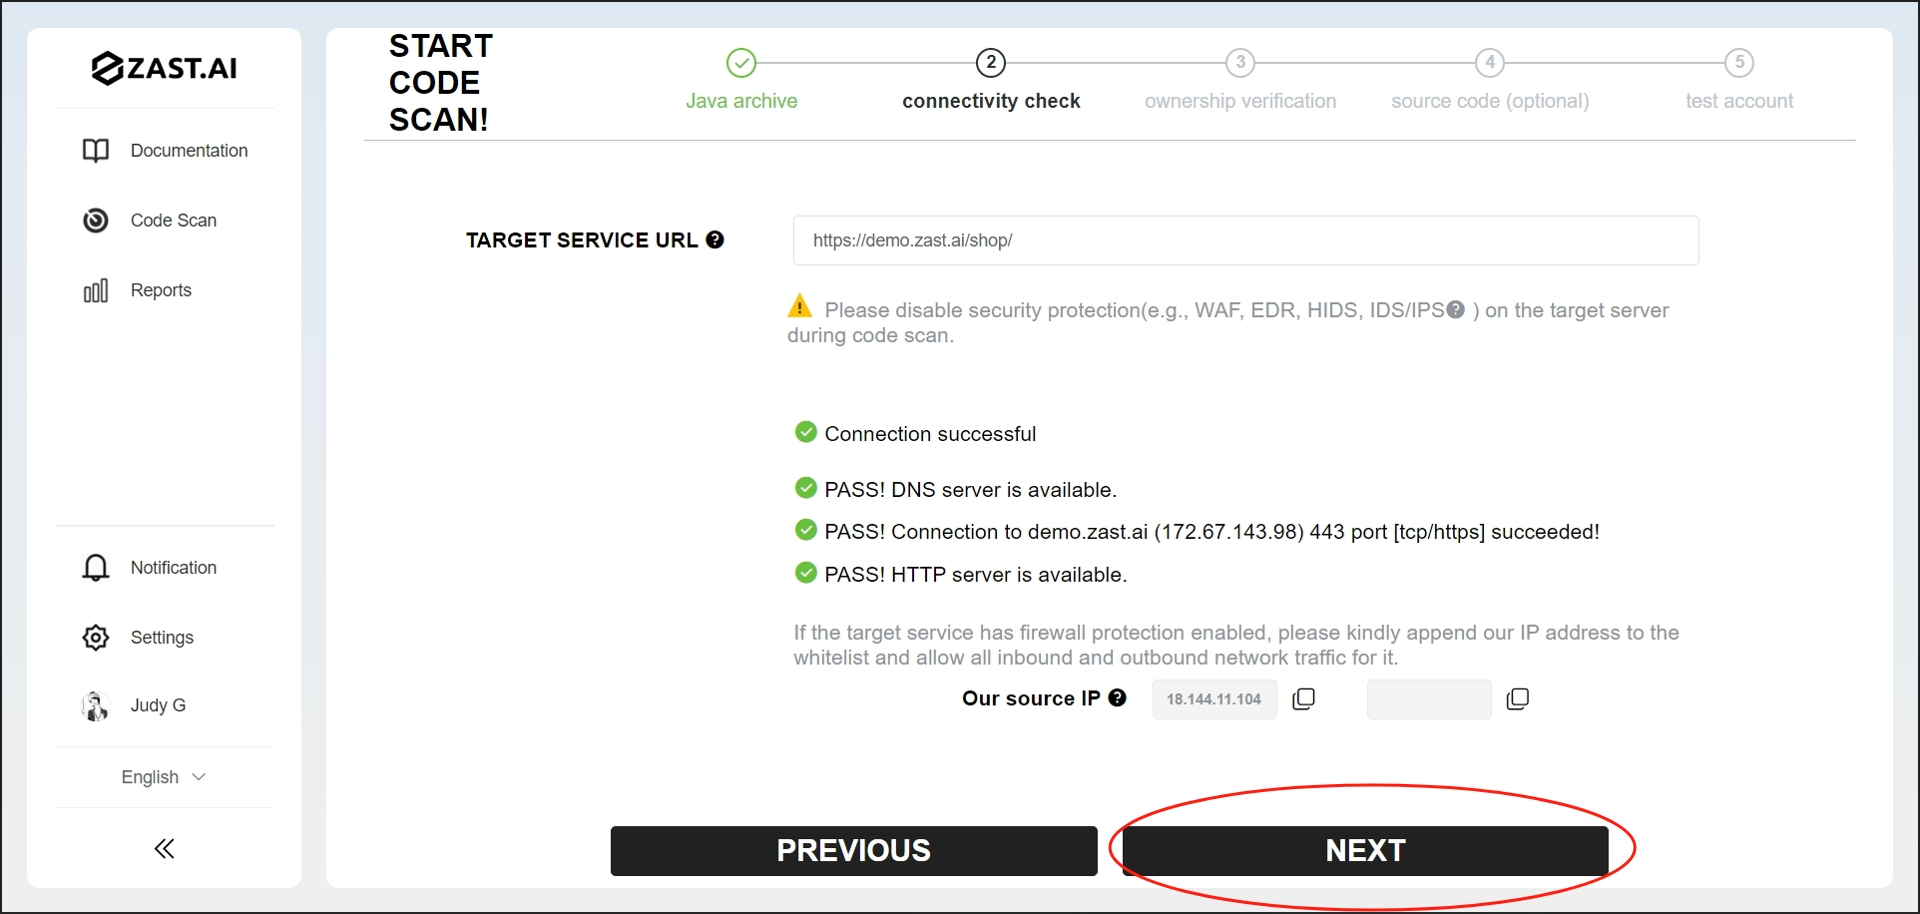 ZAST.AI
Documentation
Code Scan
Reports
Notification
Settings
Judy G
English
START
CODE
SCAN!
Java archive
2
connectivity check
3
ownership verification
4
source code (optional)
5
test account
TARGET SERVICE URL ?
https://demo.zast.ai/shop/
! Please disable security protection(e.g., WAF, EDR, HIDS, IDS/IPS? ) on the target server
during code scan.
Connection successful
PASS! DNS server is available.
PASS! Connection to demo.zast.ai (172.67.143.98) 443 port [tcp/https] succeeded!
PASS! HTTP server is available.
If the target service has firewall protection enabled, please kindly append our IP address to the
whitelist and allow all inbound and outbound network traffic for it.
Our source IP ? 18.144.11.104
PREVIOUS
NEXT